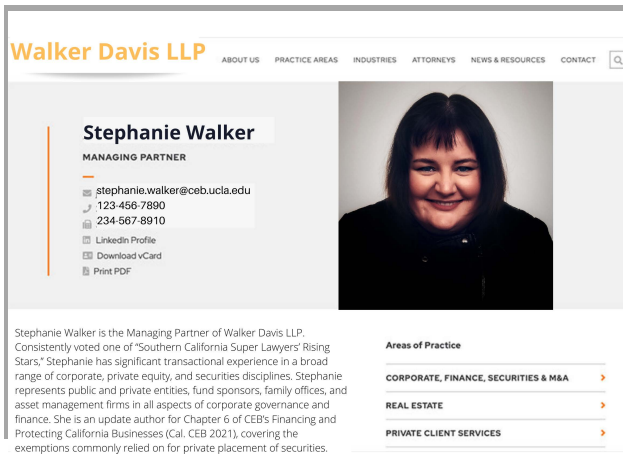 Walker Davis LLP
ABOUT US PRACTICE AREAS INDUSTRIES ATTORNEYS NEWS & RESOURCES CONTACT
Stephanie Walker
MANAGING PARTNER
stephanie.walker@ceb.ucla.edu
123-456-7890
234-567-8910
LinkedIn Profile
Download vCard
Print PDF
Stephanie Walker is the Managing Partner of Walker Davis LLP.
Consistently voted one of “Southern California Super Lawyers’ Rising
Stars,” Stephanie has significant transactional experience in a broad
range of corporate, private equity, and securities disciplines. Stephanie
represents public and private entities, fund sponsors, family offices, and
asset management firms in all aspects of corporate governance and
finance. She is an update author for Chapter 6 of CEB’s Financing and
Protecting California Businesses (Cal. CEB 2021), covering the
exemptions commonly relied on for private placement of securities.
Areas of Practice
CORPORATE, FINANCE, SECURITIES & M&A
REAL ESTATE
PRIVATE CLIENT SERVICES